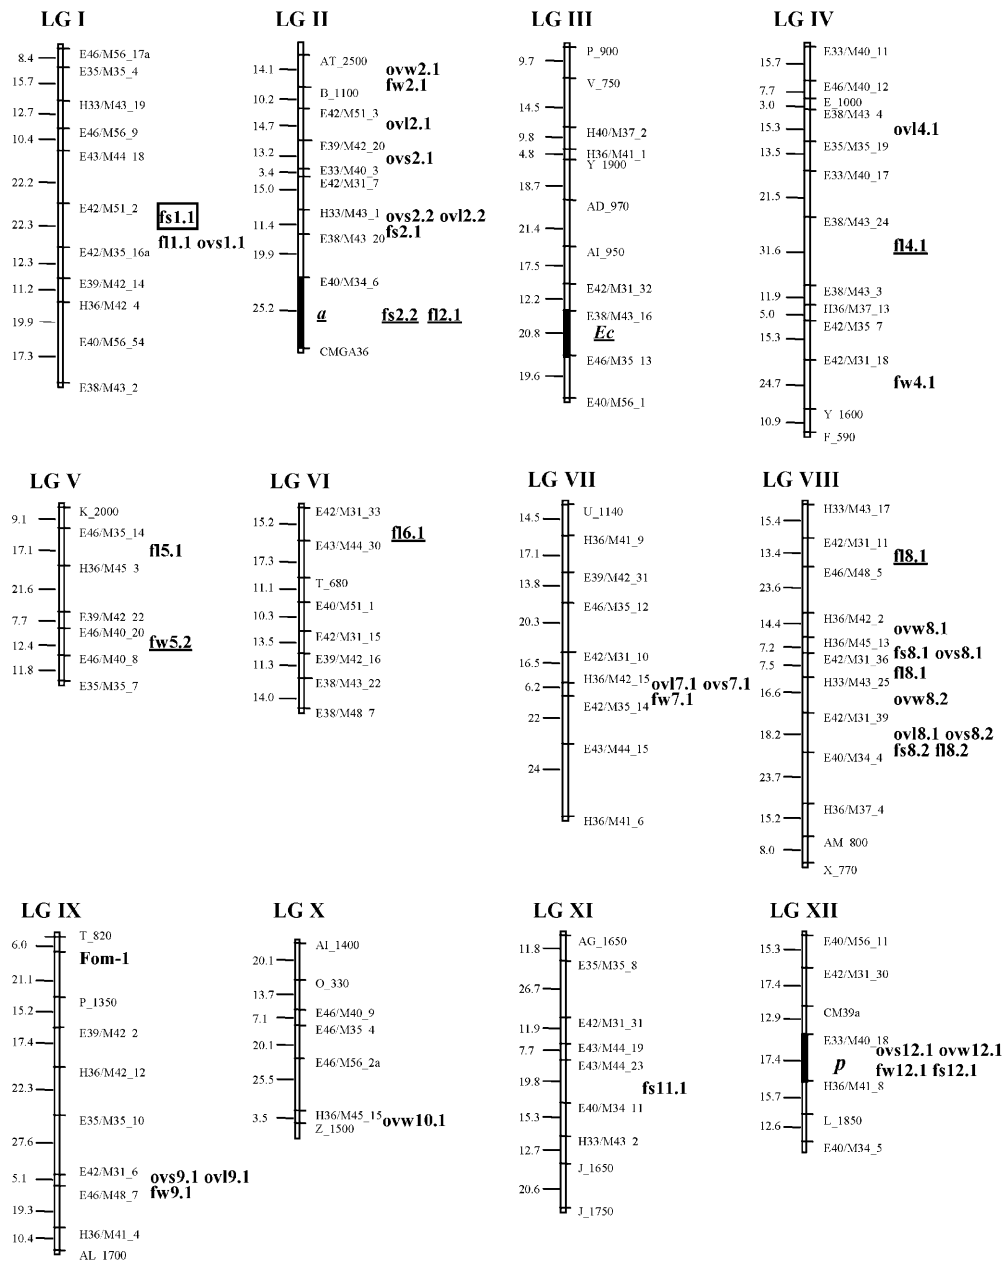 LG I
E46/M56_17a
8.4
E35/M35_4
15.7
H33/M43_19
12.7
E46/M56_9
10.4
E43/M44_18
22.2
E42/M51_2
fs1.1
22.3
fl1.1 ovs1.1
E42/M35_16a
12.3
E39/M42_14
11.2
H36/M42_4
19.9
E40/M56_54
17.3
E38/M43_2
LG II
AT_2500
14.1
ovw2.1
fw2.1
B_1100
10.2
E42/M51_3
14.7
ovl2.1
E39/M42_20
13.2
ovs2.1
E33/M40_3
3.4
E42/M31_7
15.0
H33/M43_1
ovs2.2 ovl2.2
11.4
fs2.1
E38/M43_20
19.9
E40/M34_6
25.2
a
fs2.2 fl2.1
CMGA36
LG III
P_900
9.7
V_750
14.5
H40/M37_2
9.8
H36/M41_1
4.8
Y_1900
18.7
AD_970
21.4
AI_950
17.5
E42/M31_32
12.2
E38/M43_16
20.8
Ec
E46/M35_13
19.6
E40/M56_1
LG IV
E33/M40_11
15.7
E46/M40_12
7.7
E_1000
3.0
E38/M43_4
15.3
ovl4.1
E35/M35_19
13.5
E33/M40_17
21.5
E38/M43_24
31.6
fl4.1
E38/M43_3
11.9
H36/M37_13
5.0
E42/M35_7
15.3
E42/M31_18
24.7
fw4.1
Y_1600
10.9
F_590
LG V
K_2000
9.1
E46/M35_14
17.1
fl5.1
H36/M45_3
21.6
E39/M42_22
7.7
E46/M40_20
12.4
fw5.2
E46/M40_8
11.8
E35/M35_7
LG VI
E42/M31_33
15.2
fl6.1
E43/M44_30
17.3
T_680
11.1
E40/M51_1
10.3
E42/M31_15
13.5
E39/M42_16
11.3
E38/M43_22
14.0
E38/M48_7
LG VII
U_1140
14.5
H36/M41_9
17.1
E39/M42_31
13.8
E46/M35_12
20.3
E42/M31_10
16.5
H36/M42_15
ovl7.1 ovs7.1
6.2
fw7.1
E42/M35_14
22
E43/M44_15
24
H36/M41_6
LG VIII
H33/M43_17
15.4
E42/M31_11
13.4
fl8.1
E46/M48_5
23.6
H36/M42_2
14.4
ovw8.1
H36/M45_13
7.2
fs8.1 ovs8.1
E42/M31_36
7.5
fl8.1
H33/M43_25
16.6
ovw8.2
E42/M31_39
18.2
ovl8.1 ovs8.2
fs8.2 fl8.2
E40/M34_4
23.7
H36/M37_4
15.2
AM_800
8.0
X_770
LG IX
T_820
6.0
Fom-1
21.1
P_1350
15.2
E39/M42_2
17.4
H36/M42_12
22.3
E35/M35_10
27.6
E42/M31_6
5.1
ovs9.1 ovl9.1
fw9.1
E46/M48_7
19.3
H36/M41_4
10.4
AL_1700
LG X
AI_1400
20.1
O_330
13.7
E46/M40_9
7.1
E46/M35_4
20.1
E46/M56_2a
25.5
H36/M45_15
3.5
ovw10.1
Z_1500
LG XI
AG_1650
11.8
E35/M35_8
26.7
E42/M31_31
11.9
E43/M44_19
7.7
E43/M44_23
19.8
fs11.1
E40/M34_11
15.3
H33/M43_2
12.7
J_1650
20.6
J_1750
LG XII
E40/M56_11
15.3
E42/M31_30
17.4
CM39a
12.9
E33/M40_18
17.4
p
ovs12.1 ovw12.1
fw12.1 fs12.1
H36/M41_8
15.7
L_1850
12.6
E40/M34_5